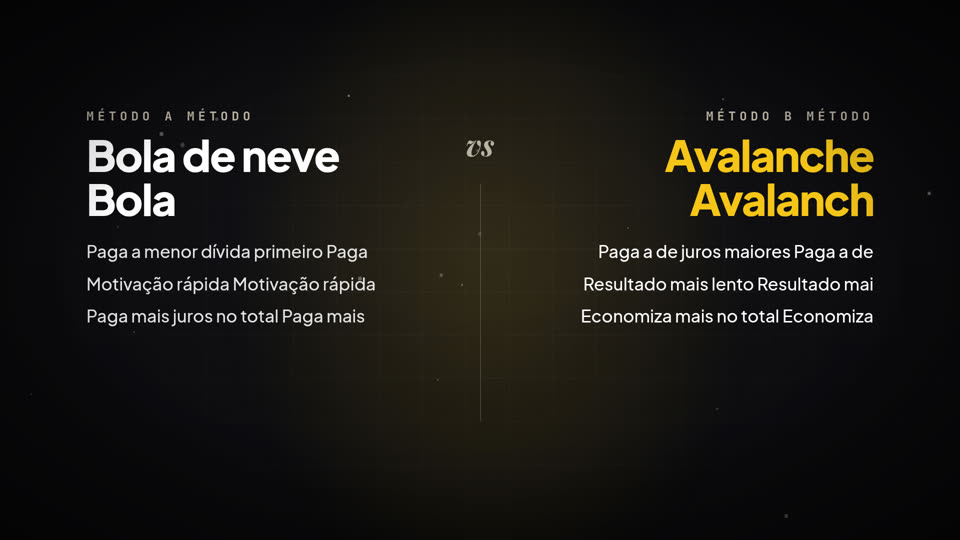 MÉTODO A MÉTODO
Bola de neve
Bola
Paga a menor dívida primeiro Paga
Motivação rápida Motivação rápida
Paga mais juros no total Paga mais
vs
MÉTODO B MÉTODO
Avalanche
Avalanch
Paga a de juros maiores Paga a de
Resultado mais lento Resultado mai
Economiza mais no total Economiza